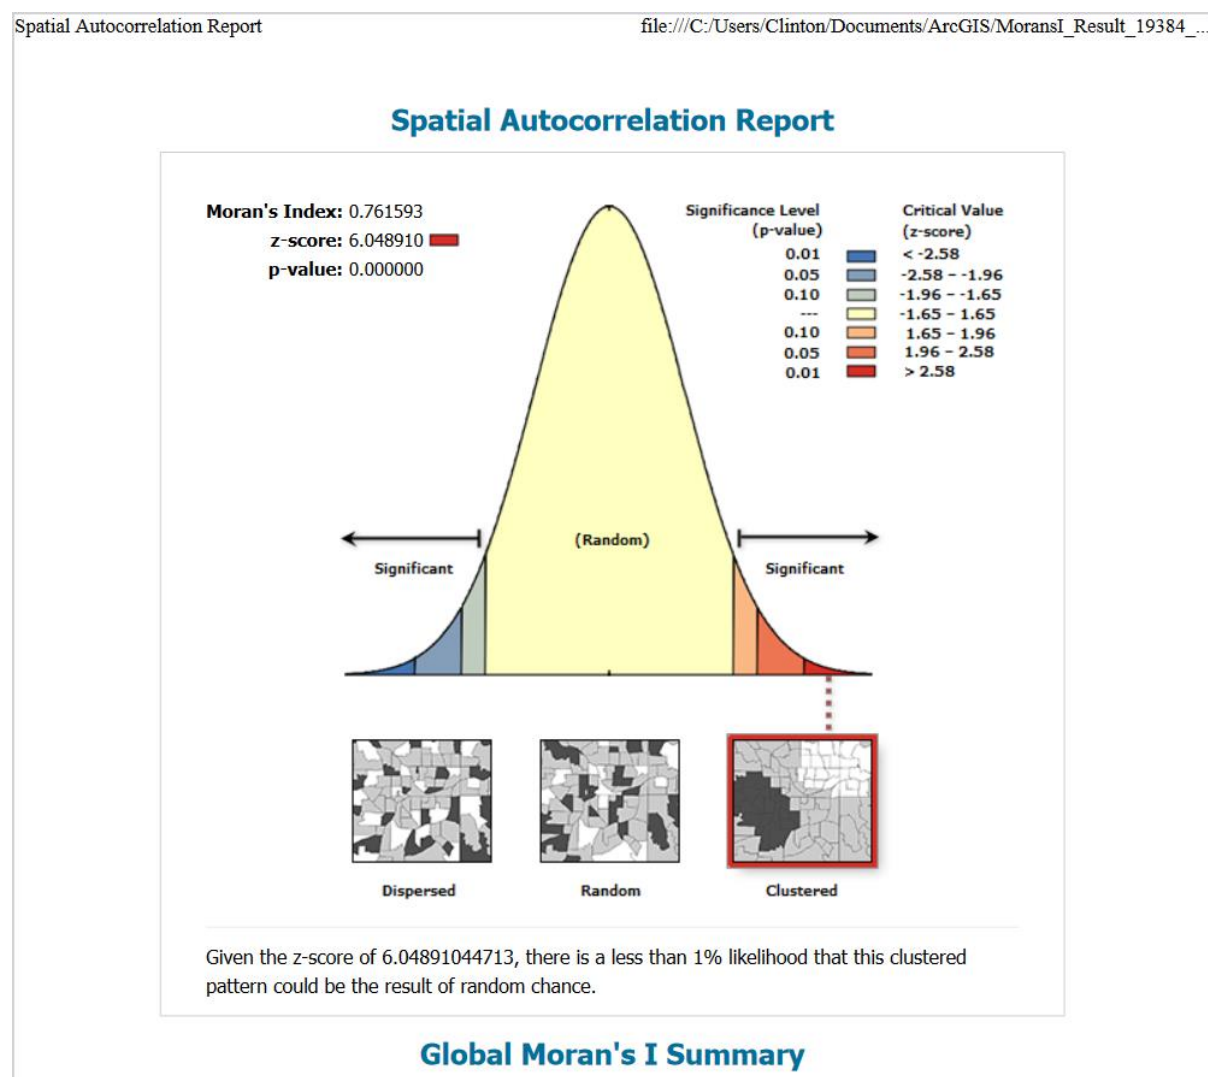 Spatial Autocorrelation Report file:///C:/Users/Clinton/Documents/ArcGIS/MoransI_Result_19384_...
Spatial Autocorrelation Report
Moran's Index: 0.761593
z-score: 6.048910
p-value: 0.000000
Significance Level Critical Value
(p-value) (z-score)
0.01 < -2.58
0.05 -2.58 – -1.96
0.10 -1.96 – -1.65
--- -1.65 – 1.65
0.10 1.65 – 1.96
0.05 1.96 – 2.58
0.01 > 2.58
(Random)
Significant Significant
Dispersed Random Clustered
Given the z-score of 6.04891044713, there is a less than 1% likelihood that this clustered
pattern could be the result of random chance.
Global Moran's I Summary